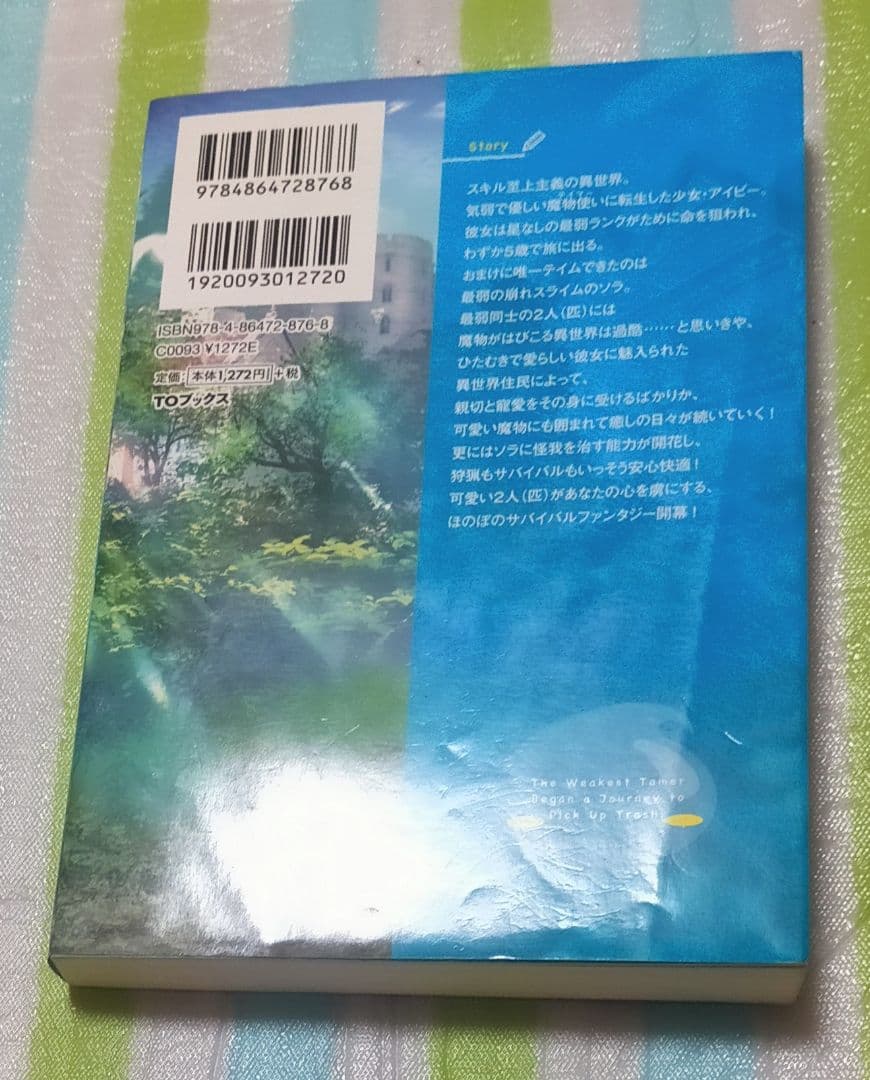 9784864728768
1920093012720
ISBN978-4-86472-876-8
C0093 ¥1272E
定価：本体1,272円＋税
TOブックス
Story
スキル至上主義の異世界。
気弱で優しい魔物使いに転生した少女・アイビー。
彼女は星なしの最弱ランクがために命を狙われ、
わずか5歳で旅に出る。
おまけに唯一テイムできたのは
最弱の崩れスライムのソラ。
最弱同士の2人（匹）には
魔物がはびこる異世界は過酷……と思いきや、
ひたむきで愛らしい彼女に魅入られた
異世界住民によって、
親切と寵愛をその身に受けるばかりか、
可愛い魔物にも囲まれて癒しの日々が続いていく！
更にはソラに怪我を治す能力が開花し、
狩猟もサバイバルもいっそう安心快適！
可愛い2人（匹）があなたの心を虜にする、
ほのぼのサバイバルファンタジー開幕！
The Weakest Tamer
Began a Journey to
Pick Up Trash